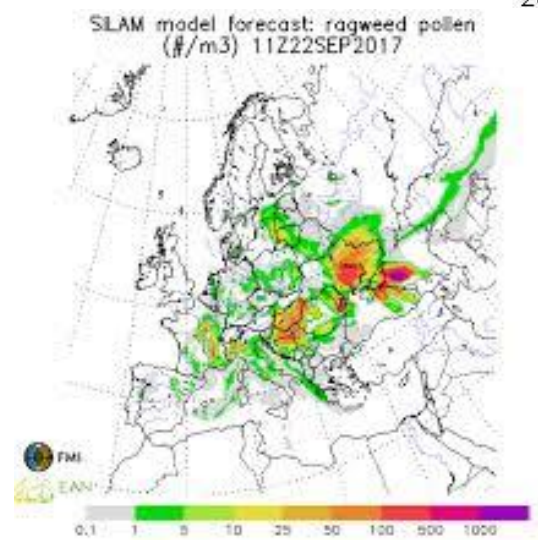 SILAM model forecast: ragweed pollen
(#/m3) 11Z22SEP2017
FMI
EAN
0.1 1 5 10 25 50 100 500 1000